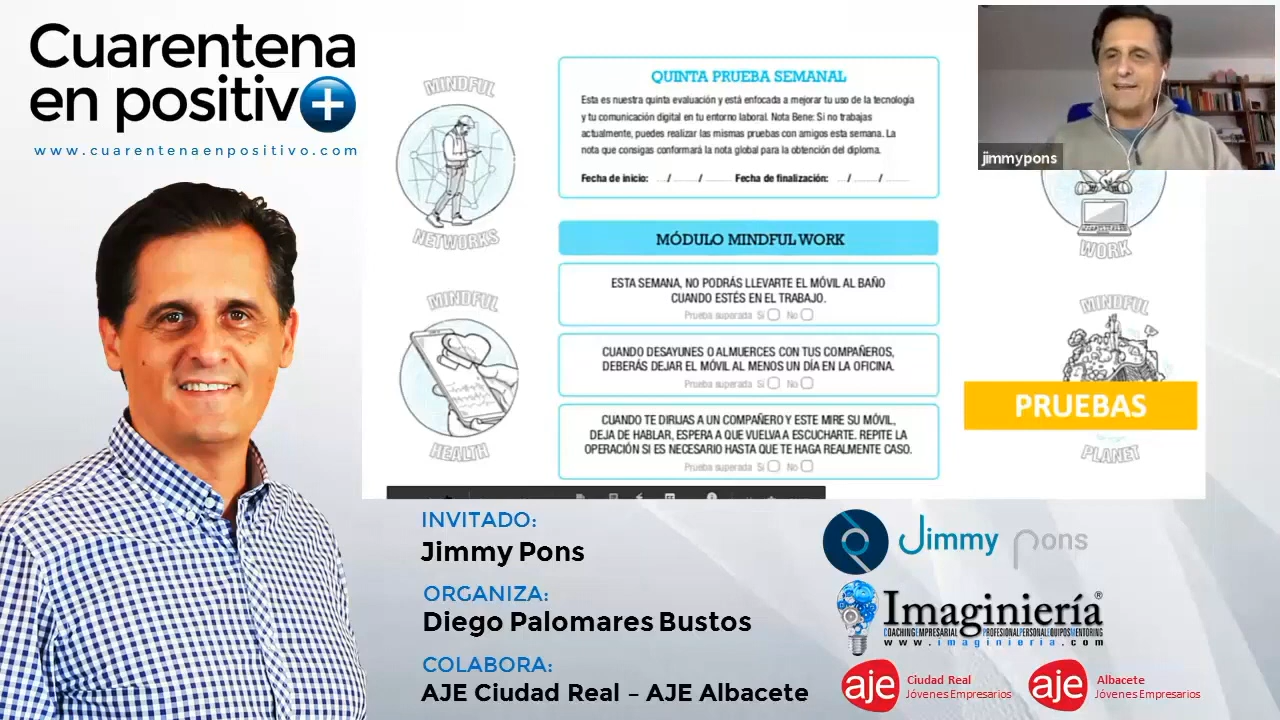 Cuarentena
en positiv+
www.cuarentenaenpositivo.com
MINDFUL
NETWORKS
MINDFUL
HEALTH
QUINTA PRUEBA SEMANAL
Esta es nuestra quinta evaluación y está enfocada a mejorar tu uso de la tecnología
y tu comunicación digital en tu entorno laboral. Nota Bene: Si no trabajas
actualmente, puedes realizar las mismas pruebas con amigos esta semana. La
nota que consigas conformará la nota global para la obtención del diploma.
Fecha de inicio: / / Fecha de finalización: / /
MÓDULO MINDFUL WORK
ESTA SEMANA, NO PODRÁS LLEVARTE EL MÓVIL AL BAÑO
CUANDO ESTÉS EN EL TRABAJO.
Prueba superada Sí No
CUANDO DESAYUNES O ALMUERCES CON TUS COMPAÑEROS,
DEBERÁS DEJAR EL MÓVIL AL MENOS UN DÍA EN LA OFICINA.
Prueba superada Sí No
CUANDO TE DIRIJAS A UN COMPAÑERO Y ESTE MIRE SU MÓVIL,
DEJA DE HABLAR, ESPERA A QUE VUELVA A ESCUCHARTE. REPITE LA
OPERACIÓN SI ES NECESARIO HASTA QUE TE HAGA REALMENTE CASO.
Prueba superada Sí No
jimmypons
WORK
MINDFUL
PRUEBAS
PLANET
INVITADO:
Jimmy Pons
ORGANIZA:
Diego Palomares Bustos
COLABORA:
AJE Ciudad Real – AJE Albacete
Jimmy pons
Imaginiería®
COACHINGEMPRESARIAL PROFESIONALPERSONALEQUIPOSMENTORING
www.imaginieria.com
aje Ciudad Real
Jóvenes Empresarios
aje Albacete
Jóvenes Empresarios